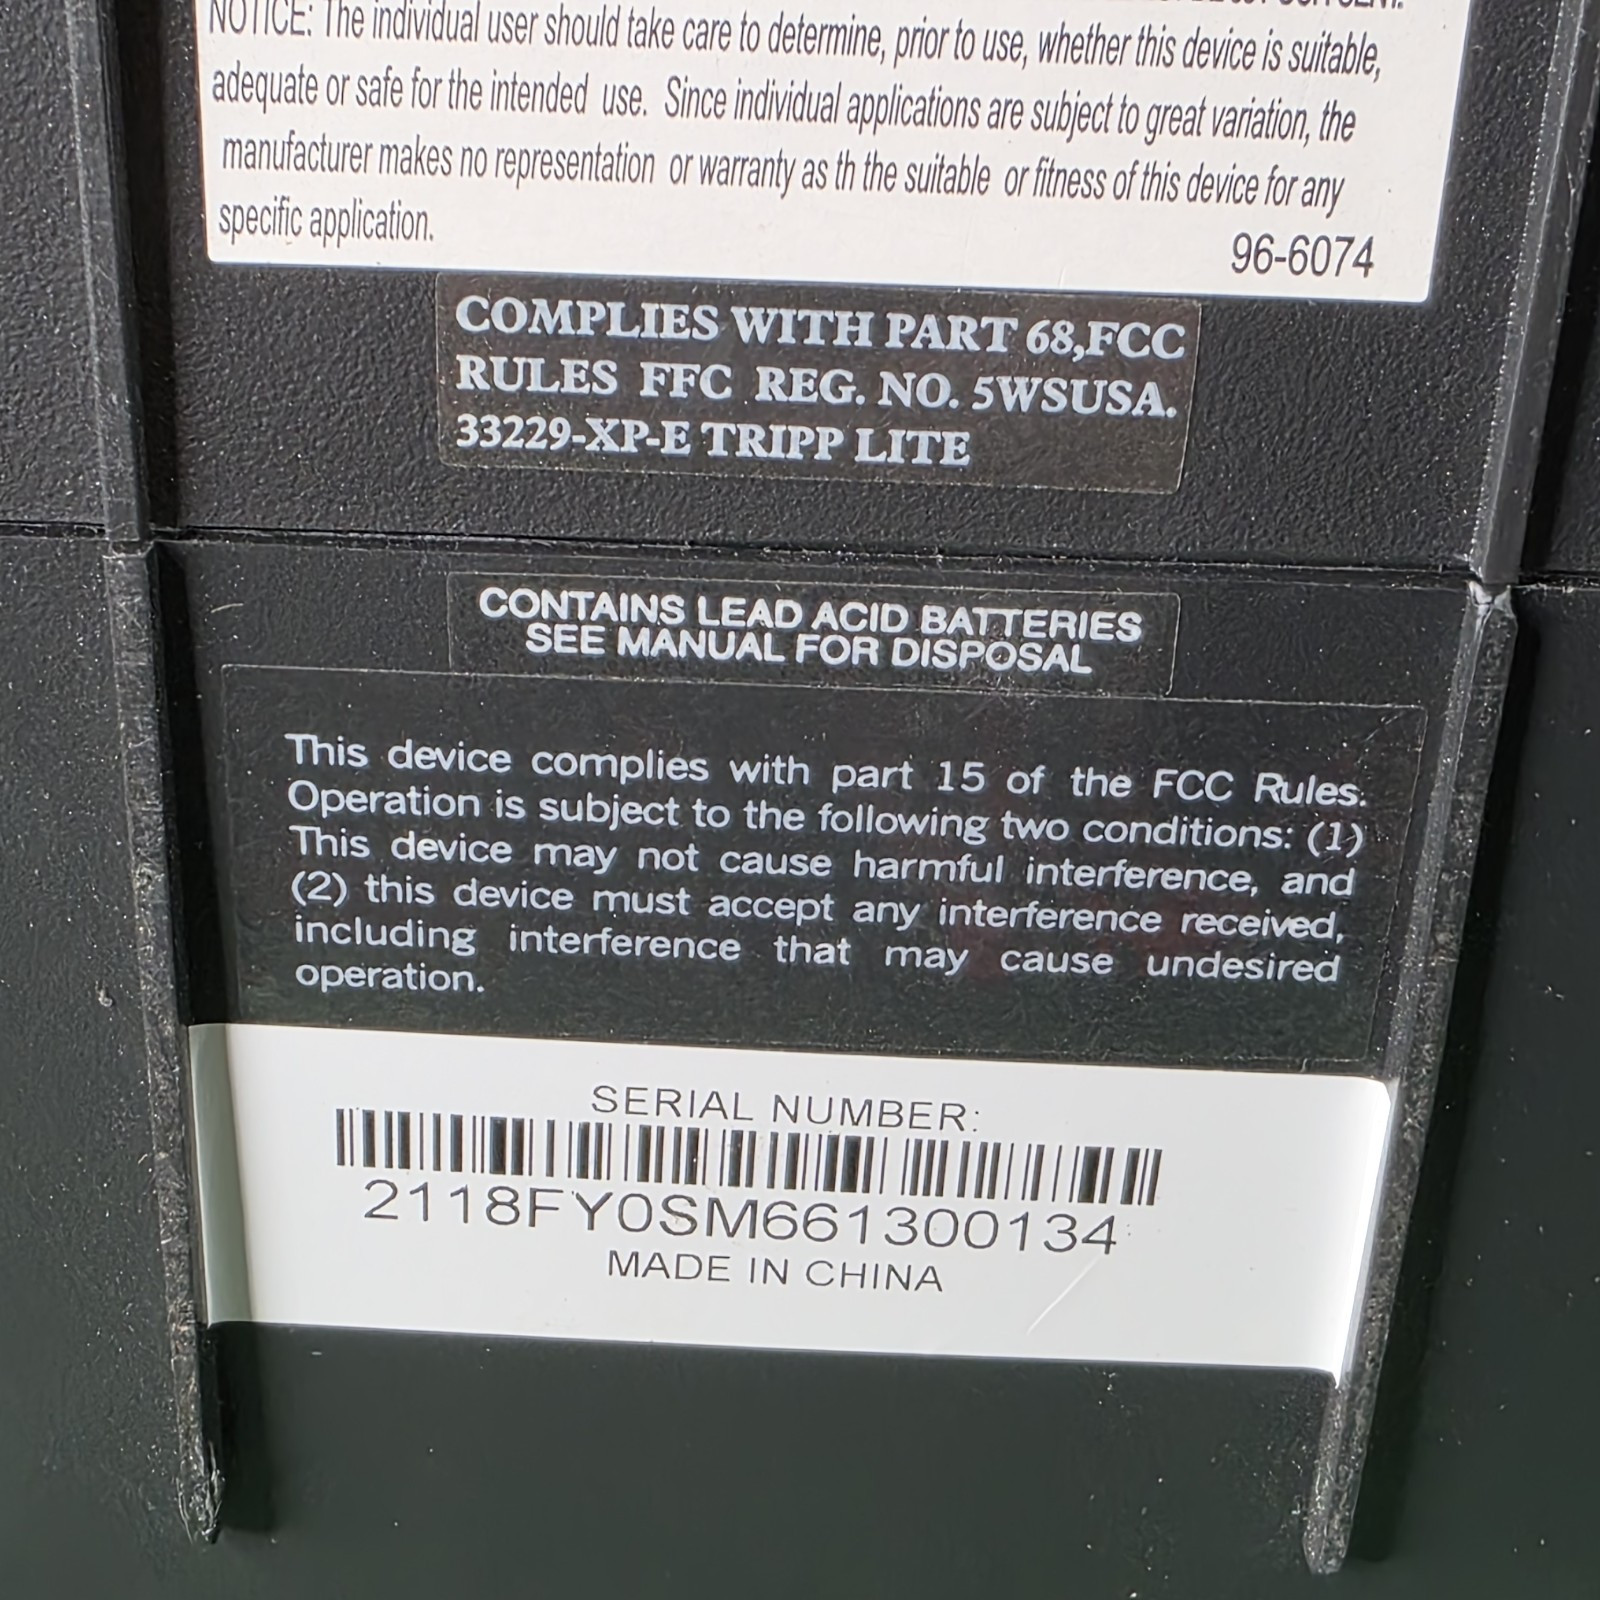 NOTICE: The individual user should take care to determine, prior to use, whether this device is suitable,
adequate or safe for the intended use. Since individual applications are subject to great variation, the
manufacturer makes no representation or warranty as th the suitable or fitness of this device for any
specific application.
96-6074
COMPLIES WITH PART 68,FCC
RULES FFC REG. NO. 5WSUSA.
33229-XP-E TRIPP LITE
CONTAINS LEAD ACID BATTERIES
SEE MANUAL FOR DISPOSAL
This device complies with part 15 of the FCC Rules.
Operation is subject to the following two conditions: (1)
This device may not cause harmful interference, and
(2) this device must accept any interference received,
including interference that may cause undesired
operation.
SERIAL NUMBER:
2118FY0SM661300134
MADE IN CHINA